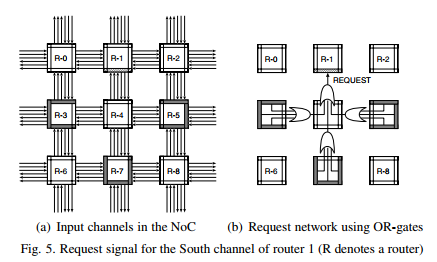 R-0 R-1 R-2 R-0 R-1 R-2
REQUEST
R-3 R-4 R-5
R-6 R-7 R-8 R-6 R-8
(a) Input channels in the NoC (b) Request network using OR-gates
Fig. 5. Request signal for the South channel of router 1 (R denotes a router)